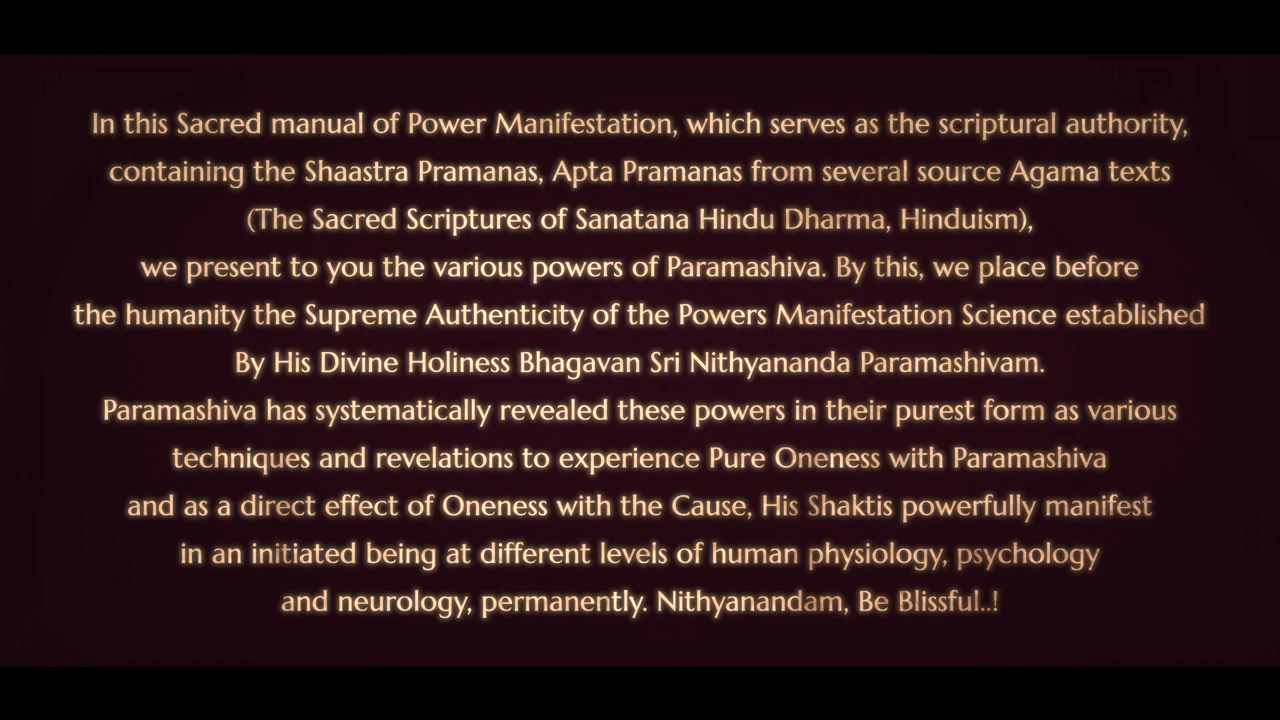 In this Sacred manual of Power Manifestation, which serves as the scriptural authority,
containing the Shaastra Pramanas, Apta Pramanas from several source Agama texts
(The Sacred Scriptures of Sanatana Hindu Dharma, Hinduism),
we present to you the various powers of Paramashiva. By this, we place before
the humanity the Supreme Authenticity of the Powers Manifestation Science established
By His Divine Holiness Bhagavan Sri Nithyananda Paramashivam.
Paramashiva has systematically revealed these powers in their purest form as various
techniques and revelations to experience Pure Oneness with Paramashiva
and as a direct effect of Oneness with the Cause, His Shaktis powerfully manifest
in an initiated being at different levels of human physiology, psychology
and neurology, permanently. Nithyanandam, Be Blissful..!